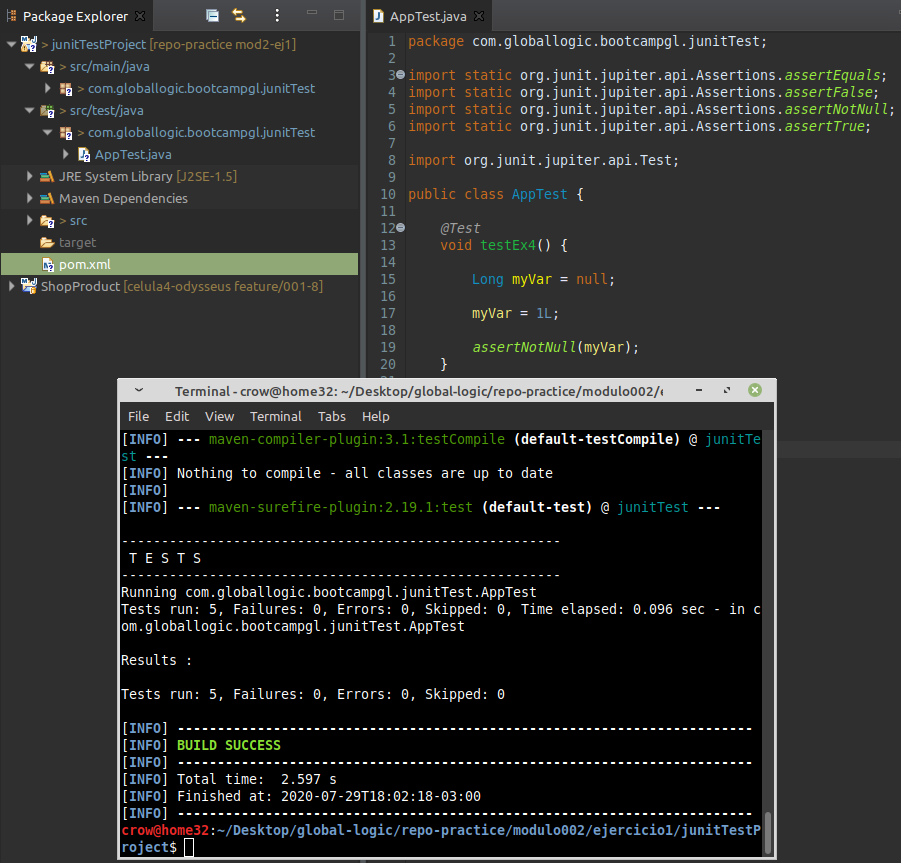 Package Explorer
> junitTestProject [repo-practice mod2-ej1]
> src/main/java
> com.globallogic.bootcampgl.junitTest
> src/test/java
> com.globallogic.bootcampgl.junitTest
> AppTest.java
JRE System Library [J2SE-1.5]
Maven Dependencies
> src
target
pom.xml
ShopProduct [celula4-odysseus feature/001-8]
AppTest.java
1 package com.globallogic.bootcampgl.junitTest;
2
3 import static org.junit.jupiter.api.Assertions.assertEquals;
4 import static org.junit.jupiter.api.Assertions.assertFalse;
5 import static org.junit.jupiter.api.Assertions.assertNotNull;
6 import static org.junit.jupiter.api.Assertions.assertTrue;
7
8 import org.junit.jupiter.api.Test;
9
10 public class AppTest {
11
12 @Test
13 void testEx4() {
14
15 Long myVar = null;
16
17 myVar = 1L;
18
19 assertNotNull(myVar);
20 }
Terminal - crow@home32: ~/Desktop/global-logic/repo-practice/modulo002/e
File Edit View Terminal Tabs Help
[INFO] --- maven-compiler-plugin:3.1:testCompile (default-testCompile) @ junitTe
st ---
[INFO] Nothing to compile - all classes are up to date
[INFO]
[INFO] --- maven-surefire-plugin:2.19.1:test (default-test) @ junitTest ---
-------------------------------------------------------
T E S T S
-------------------------------------------------------
Running com.globallogic.bootcampgl.junitTest.AppTest
Tests run: 5, Failures: 0, Errors: 0, Skipped: 0, Time elapsed: 0.096 sec - in c
om.globallogic.bootcampgl.junitTest.AppTest
Results :
Tests run: 5, Failures: 0, Errors: 0, Skipped: 0
[INFO] ------------------------------------------------------------------------
[INFO] BUILD SUCCESS
[INFO] ------------------------------------------------------------------------
[INFO] Total time:  2.597 s
[INFO] Finished at: 2020-07-29T18:02:18-03:00
[INFO] ------------------------------------------------------------------------
crow@home32:~/Desktop/global-logic/repo-practice/modulo002/ejercicio1/junitTestP
roject$